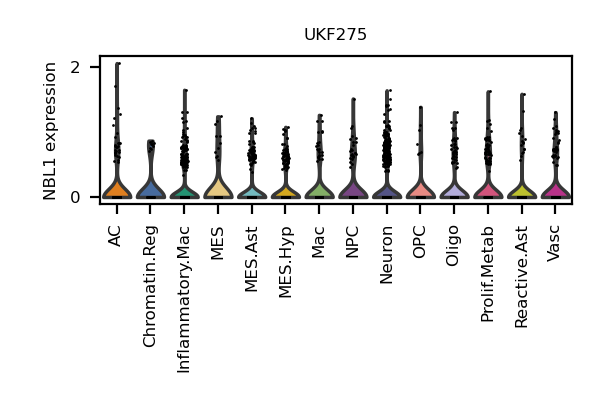 UKF275
NBL1 expression
2
0
AC
Chromatin.Reg
Inflammatory.Mac
MES
MES.Ast
MES.Hyp
Mac
NPC
Neuron
OPC
Oligo
Prolif.Metab
Reactive.Ast
Vasc